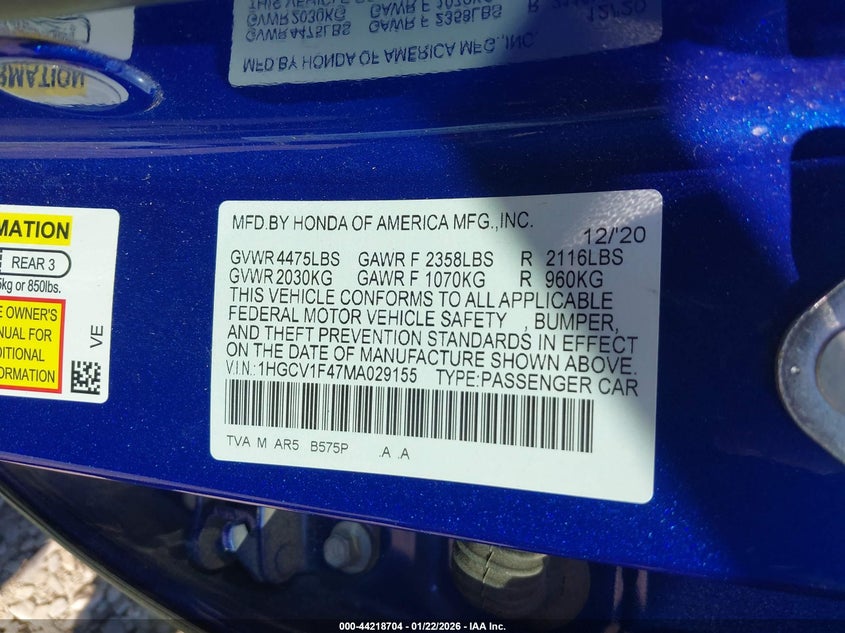 MFD BY HONDA OF AMERICA MFG.,INC.
GVWR 4475LBS GAWR F 2358LBS
GVWR 2030KG
12/'20
RMATION
MATION
REAR 3
kg or 850lbs.
OWNER'S
NUAL FOR
DITIONAL
FORMATION
VE
MFD.BY HONDA OF AMERICA MFG.,INC.
12/'20
GVWR 4475LBS GAWR F 2358LBS R 2116LBS
GVWR 2030KG GAWR F 1070KG R 960KG
THIS VEHICLE CONFORMS TO ALL APPLICABLE
FEDERAL MOTOR VEHICLE SAFETY , BUMPER,
AND THEFT PREVENTION STANDARDS IN EFFECT
ON THE DATE OF MANUFACTURE SHOWN ABOVE.
V.I.N.:1HGCV1F47MA029155 TYPE:PASSENGER CAR
TVA M AR5 B575P .A .A
000-44218704 — 01/22/2026 — IAA Inc.